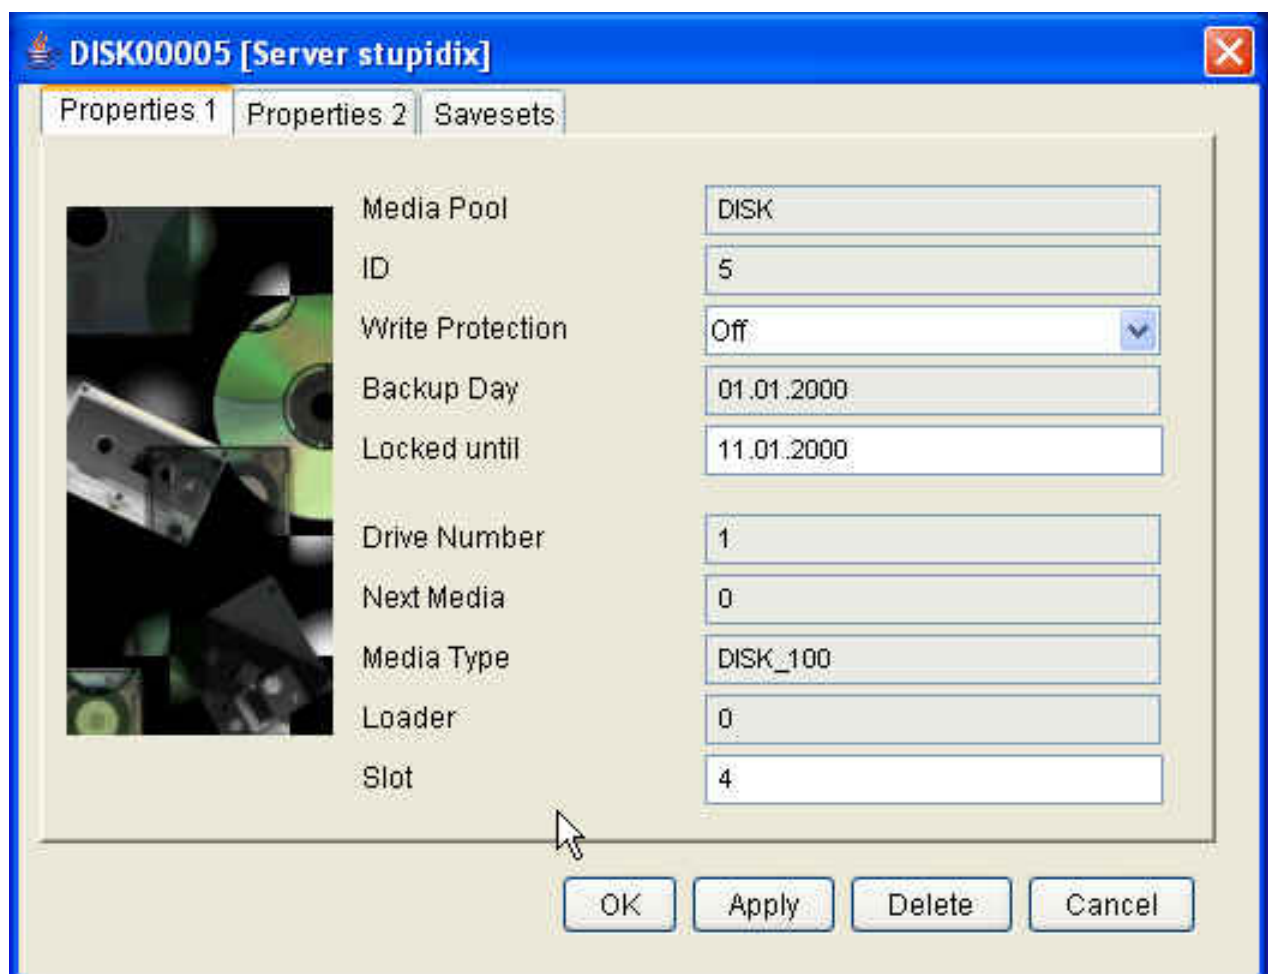 DISK00005 [Server stupidix]
Properties 1 Properties 2 Savesets
Media Pool DISK
ID 5
Write Protection Off
Backup Day 01.01.2000
Locked until 11.01.2000
Drive Number 1
Next Media 0
Media Type DISK_100
Loader 0
Slot 4
OK Apply Delete Cancel